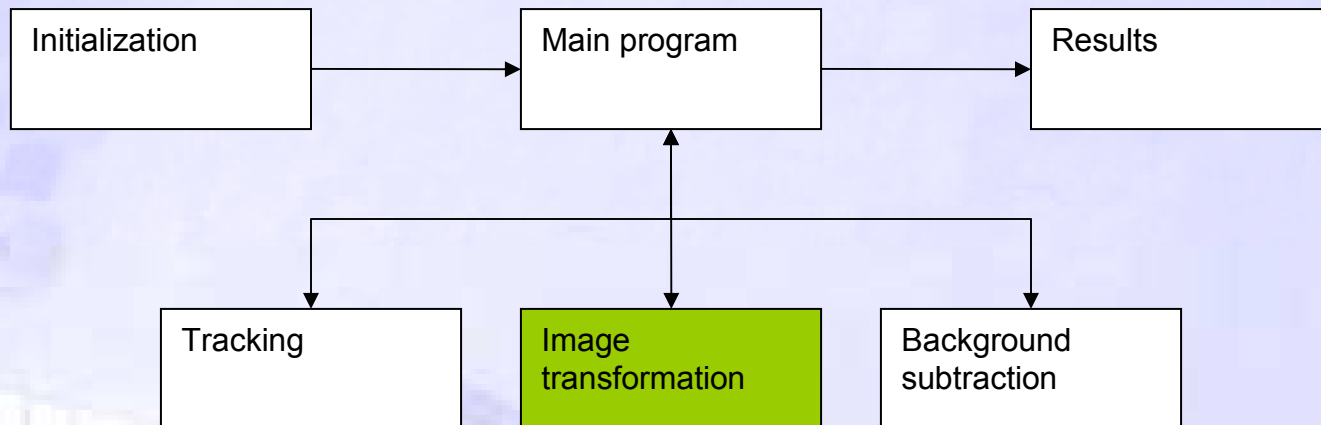 Initialization
Main program
Results
Tracking
Image
transformation
Background
subtraction